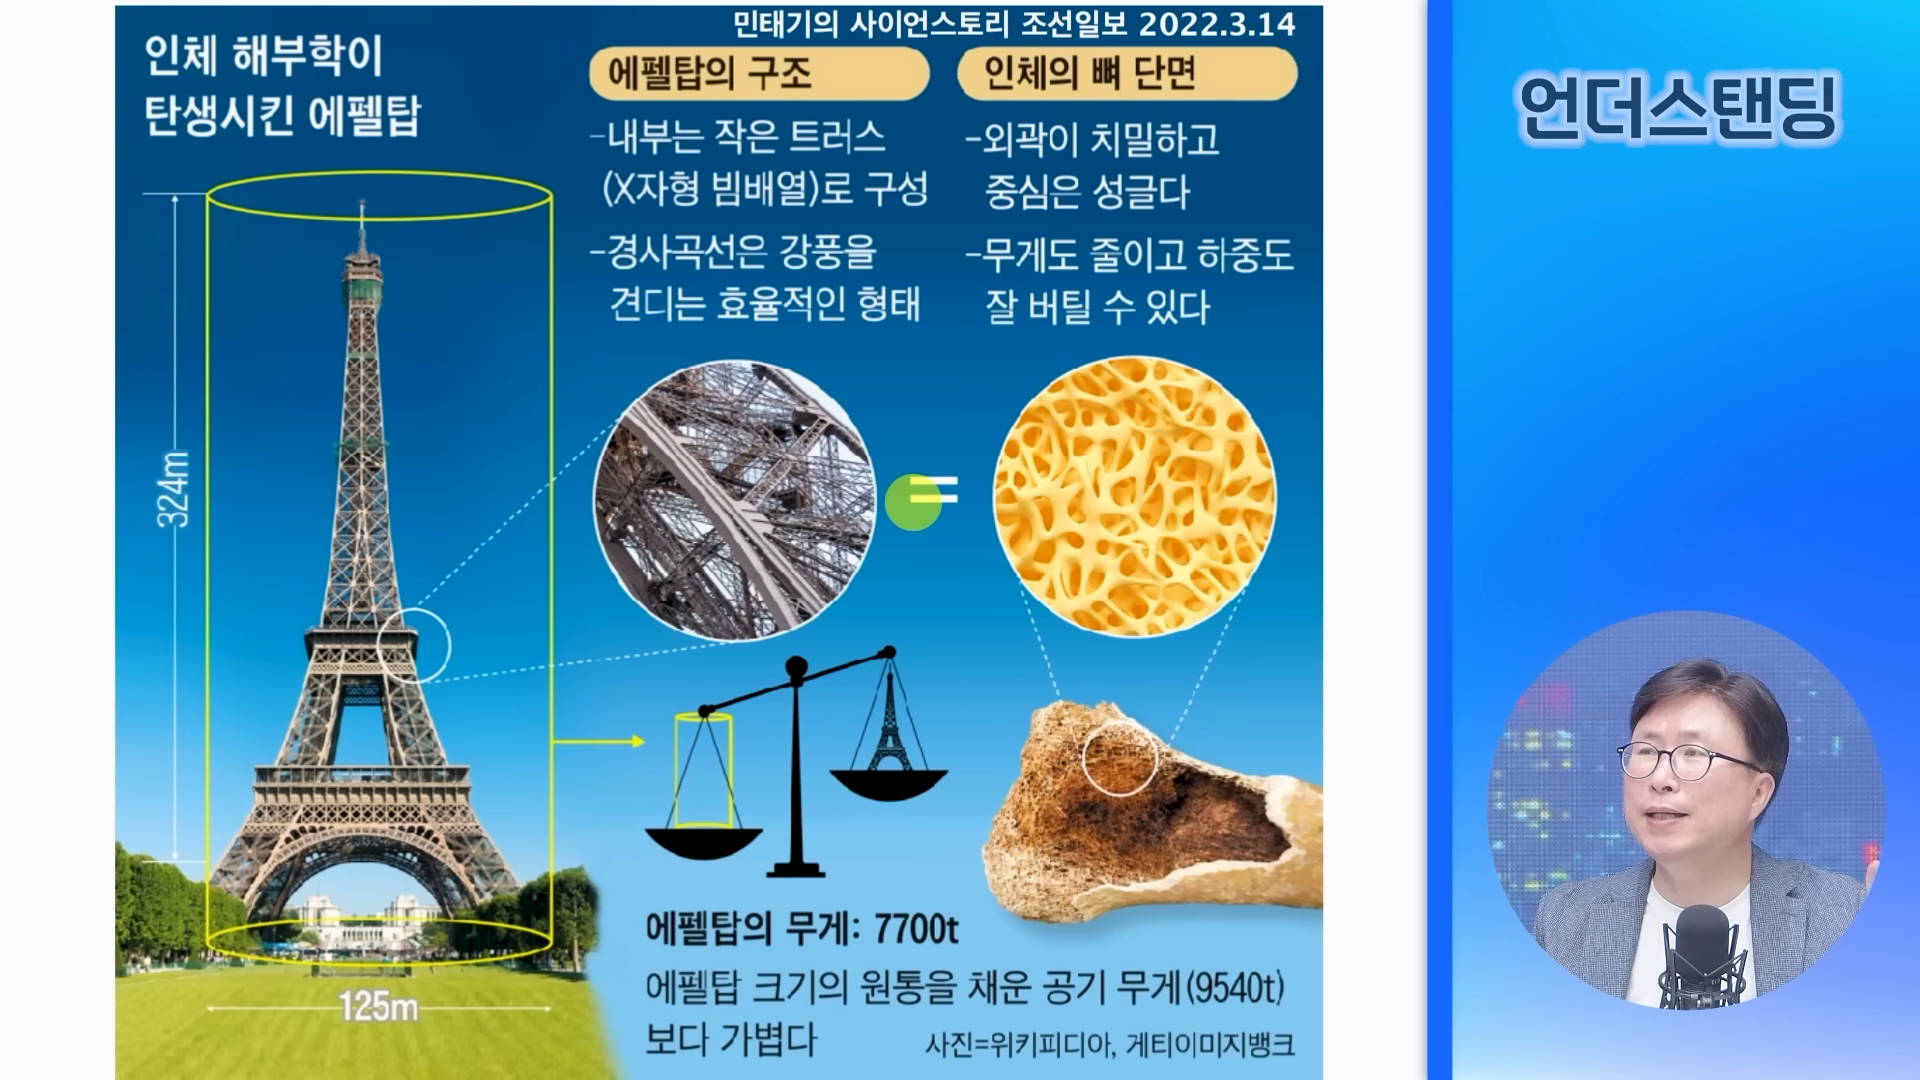 민태기의 사이언스토리 조선일보 2022.3.14
인체 해부학이
탄생시킨 에펠탑
에펠탑의 구조
-내부는 작은 트러스
(X자형 빔배열)로 구성
-경사곡선은 강풍을
견디는 효율적인 형태
인체의 뼈 단면
-외곽이 치밀하고
중심은 성글다
-무게도 줄이고 하중도
잘 버틸 수 있다
324m
=
125m
에펠탑의 무게: 7700t
에펠탑 크기의 원통을 채운 공기 무게(9540t)
보다 가볍다
사진=위키피디아, 게티이미지뱅크
언더스탠딩